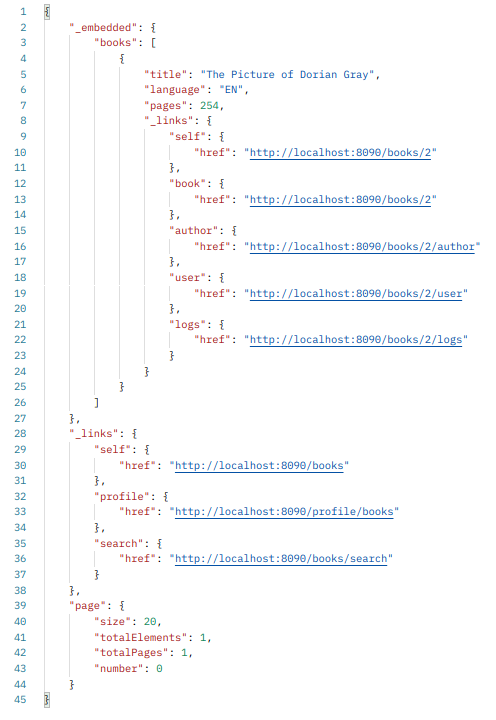 1 {
2     "_embedded": {
3         "books": [
4             {
5                 "title": "The Picture of Dorian Gray",
6                 "language": "EN",
7                 "pages": 254,
8                 "_links": {
9                     "self": {
10                         "href": "http://localhost:8090/books/2"
11                     },
12                     "book": {
13                         "href": "http://localhost:8090/books/2"
14                     },
15                     "author": {
16                         "href": "http://localhost:8090/books/2/author"
17                     },
18                     "user": {
19                         "href": "http://localhost:8090/books/2/user"
20                     },
21                     "logs": {
22                         "href": "http://localhost:8090/books/2/logs"
23                     }
24                 }
25             }
26         ]
27     },
28     "_links": {
29         "self": {
30             "href": "http://localhost:8090/books"
31         },
32         "profile": {
33             "href": "http://localhost:8090/profile/books"
34         },
35         "search": {
36             "href": "http://localhost:8090/books/search"
37         }
38     },
39     "page": {
40         "size": 20,
41         "totalElements": 1,
42         "totalPages": 1,
43         "number": 0
44     }
45 }